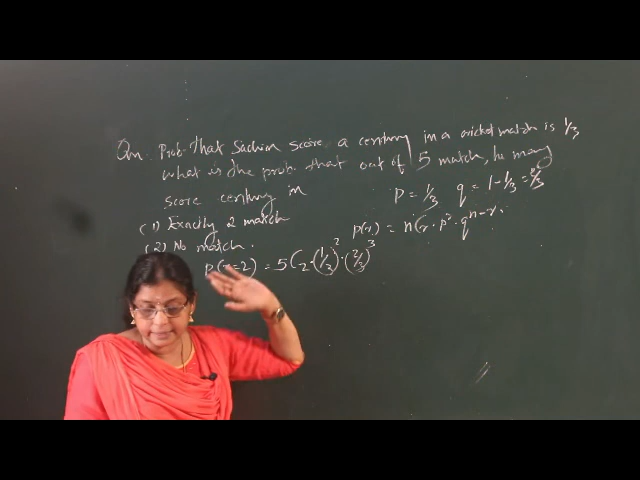 Qn. Prob. That Sachin score a century in a cricket match is 1/3
what is the prob. that out of 5 match, he may
score century in
p = 1/3 q = 1 - 1/3 = 2/3
(1) Exactly 2 match
p(r) = nCr . p^r . q^n-r.
(2) No match.
p(r=2) = 5C2 . (1/3)^2 . (2/3)^3